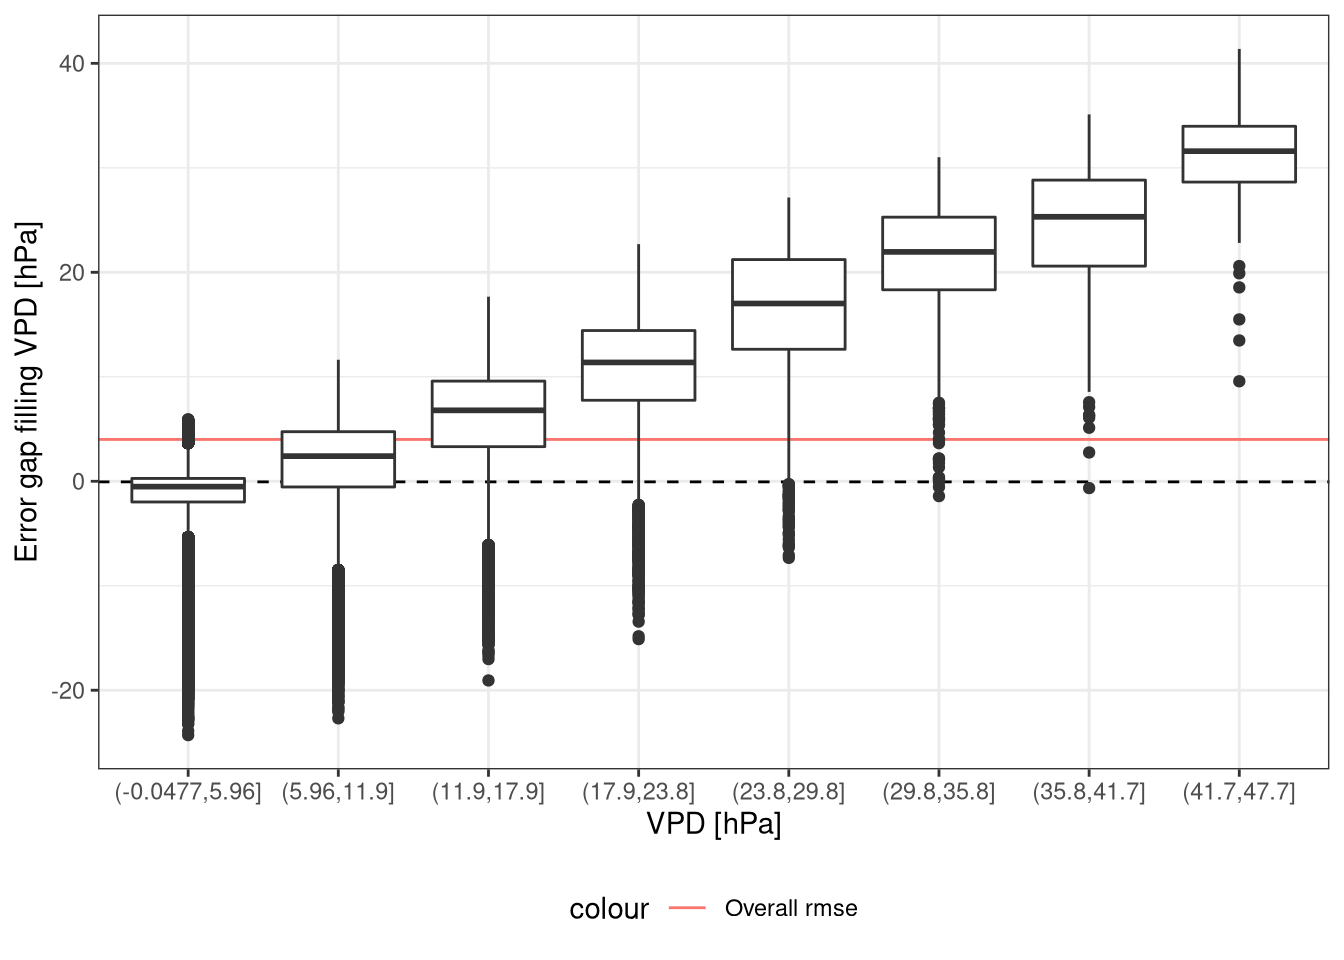 Error gap filling VPD [hPa]
40
20
0
-20
(-0.0477,5.96] (5.96,11.9] (11.9,17.9] (17.9,23.8] (23.8,29.8] (29.8,35.8] (35.8,41.7] (41.7,47.7]
VPD [hPa]
colour Overall rmse